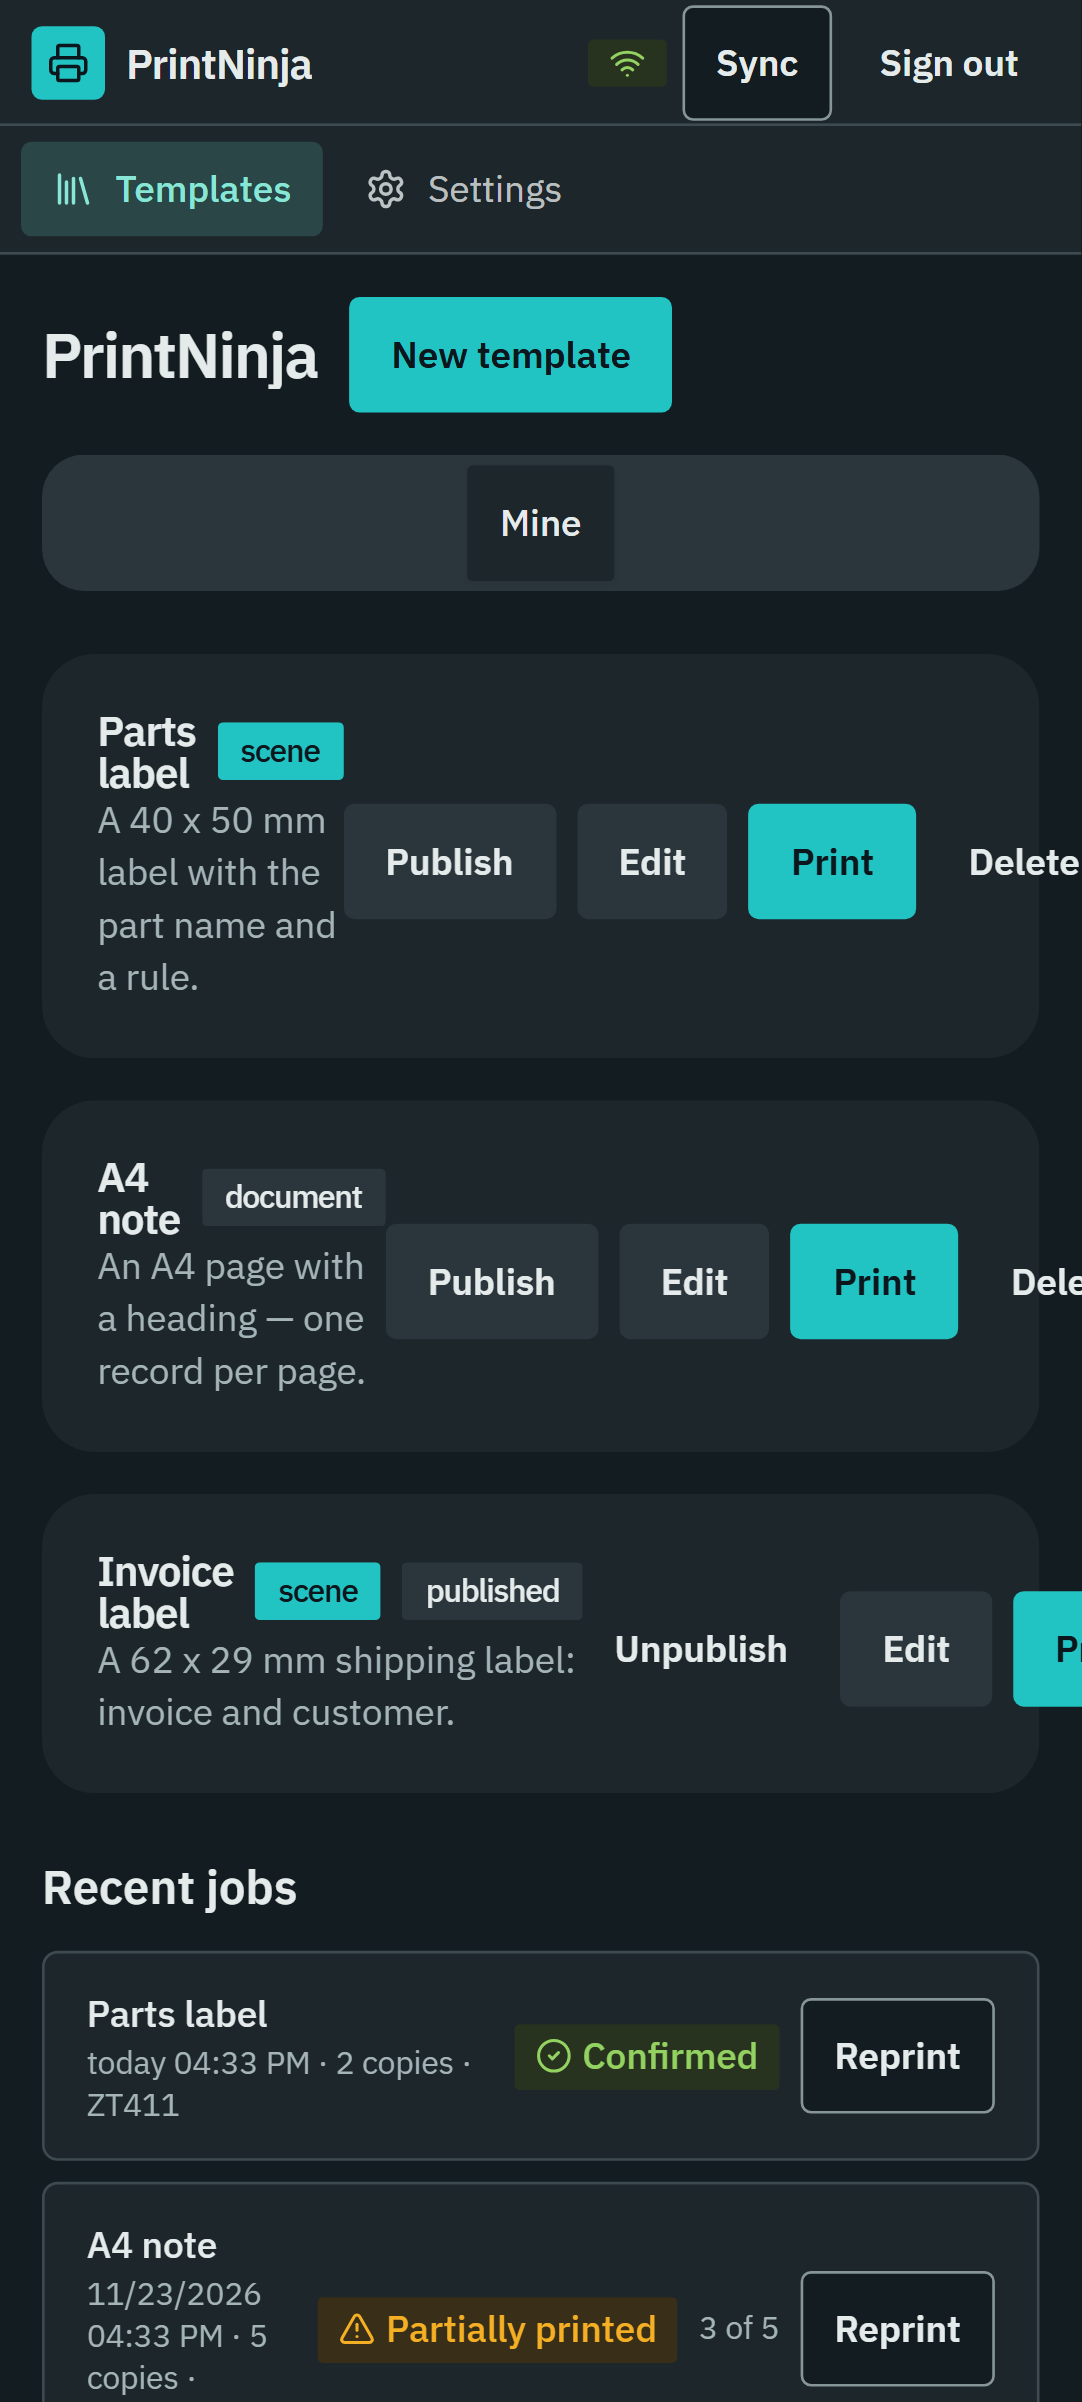 PrintNinja
Sync
Sign out
Templates
Settings
PrintNinja
New template
Mine
Parts
label
scene
A 40 x 50 mm
label with the
part name and
a rule.
Publish
Edit
Print
Delete
A4
note
document
An A4 page with
a heading — one
record per page.
Publish
Edit
Print
Dele
Invoice
label
scene
published
A 62 x 29 mm shipping label:
invoice and customer.
Unpublish
Edit
Pr
Recent jobs
Parts label
today 04:33 PM · 2 copies ·
ZT411
Confirmed
Reprint
A4 note
11/23/2026
04:33 PM · 5
copies ·
Partially printed
3 of 5
Reprint